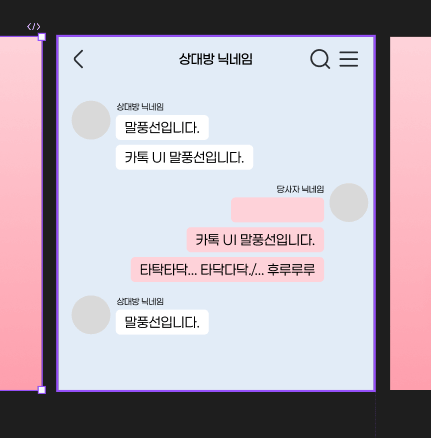 상대방 닉네임
상대방 닉네임
말풍선입니다.
카톡 UI 말풍선입니다.
당사자 닉네임
카톡 UI 말풍선입니다.
타탁타닥... 타닥다닥./... 후루루루
상대방 닉네임
말풍선입니다.